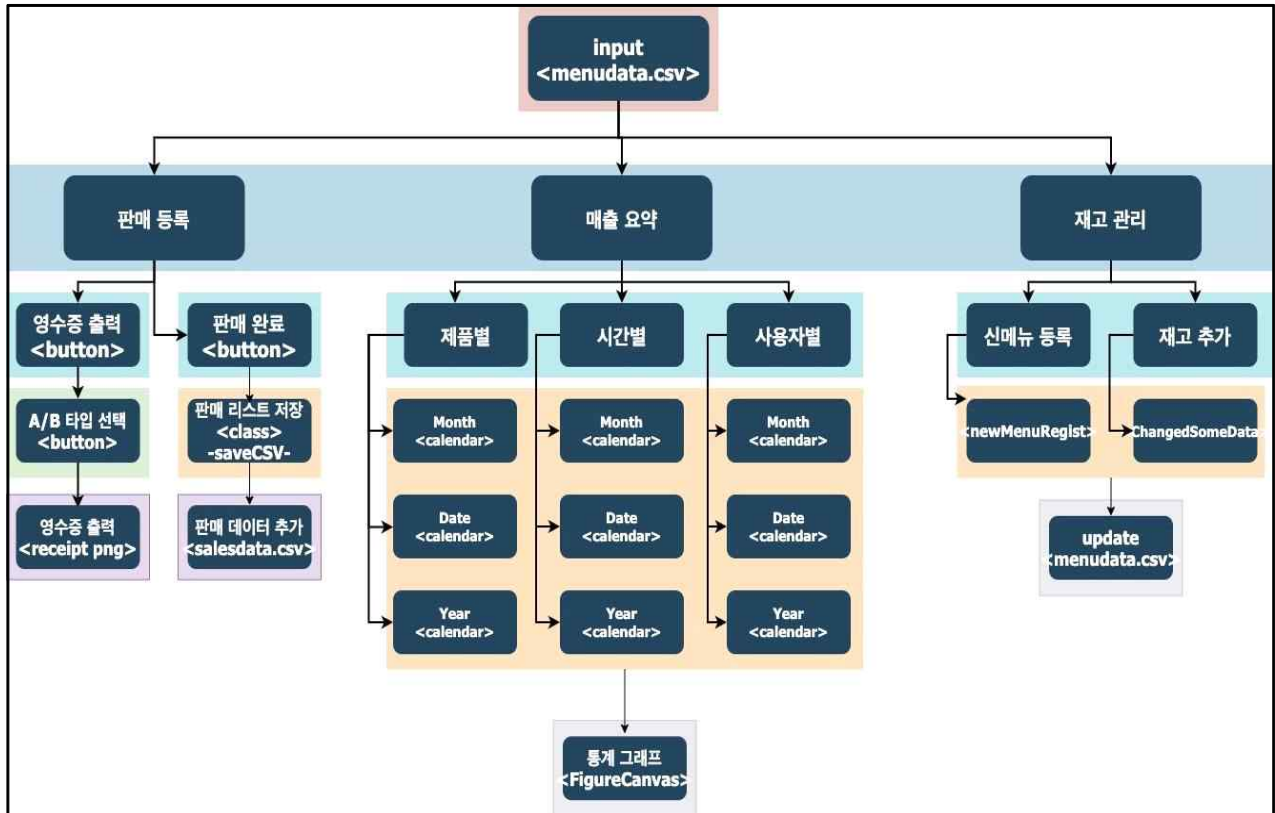 input
<menudata.csv>
판매 등록
매출 요약
재고 관리
영수증 출력
<button>
판매 완료
<button>
제품별
시간별
사용자별
신메뉴 등록
재고 추가
A/B 타입 선택
<button>
판매 리스트 저장
<class>
-saveCSV-
Month
<calendar>
Month
<calendar>
Month
<calendar>
<newMenuRegist>
<ChangedSomeData>
영수증 출력
<receipt png>
판매 데이터 추가
<salesdata.csv>
Date
<calendar>
Date
<calendar>
Date
<calendar>
update
<menudata.csv>
Year
<calendar>
Year
<calendar>
Year
<calendar>
통계 그래프
<FigureCanvas>